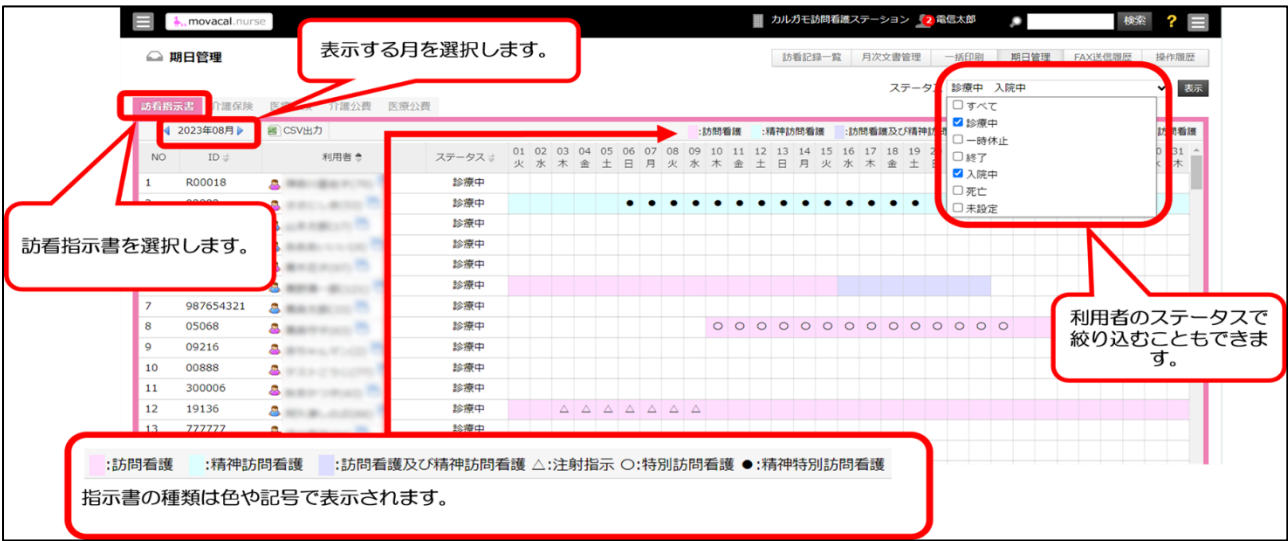 movacal.nurse
カルガモ訪問看護ステーション 2 電信太郎 検索 ?
期日管理
表示する月を選択します。
訪看記録一覧 月次文書管理 一括印刷 期日管理 FAX送信履歴 操作履歴
ステータス 診療中 入院中 表示
訪看指示書 介護保険 介護公費 医療公費
2023年08月 CSV出力
:訪問看護 :精神訪問看護 :訪問看護及び精神訪
すべて
診療中
一時休止
終了
入院中
死亡
未設定
NO ID 利用者 ステータス 01 02 03 04 05 06 07 08 09 10 11 12 13 14 15 16 17 18 19 31
火 水 木 金 土 日 月 火 水 木 金 土 日 月 火 水 木 金 土 木
1 R00018 診療中
診療中 ● ● ● ● ● ● ● ● ● ● ● ● ● ●
診療中
診療中
診療中
診療中
7 987654321 診療中
8 05068 診療中 ○ ○ ○ ○ ○ ○ ○ ○ ○ ○ ○ ○ ○ ○
9 09216 診療中
10 00888 診療中
11 300006 診療中
12 19136 診療中 △ △ △ △ △ △ △
13 777777 診療中
訪看指示書を選択します。
利用者のステータスで
絞り込むこともできま
す。
:訪問看護 :精神訪問看護 :訪問看護及び精神訪問看護 △:注射指示 ○:特別訪問看護 ●:精神特別訪問看護
指示書の種類は色や記号で表示されます。